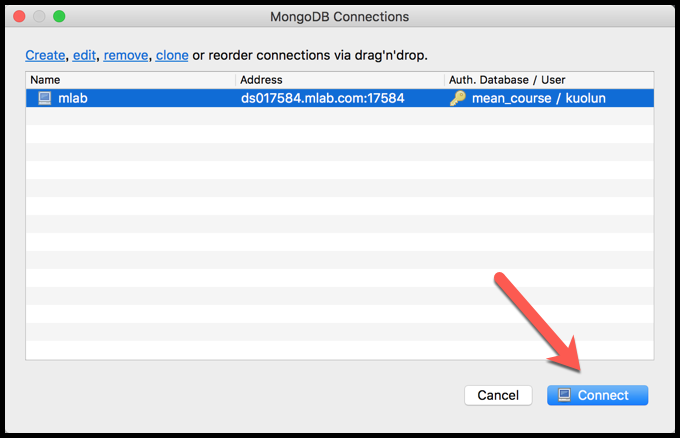 MongoDB Connections
Create, edit, remove, clone or reorder connections via drag'n'drop.
Name Address Auth. Database / User
mlab ds017584.mlab.com:17584 mean_course / kuolun
Cancel Connect